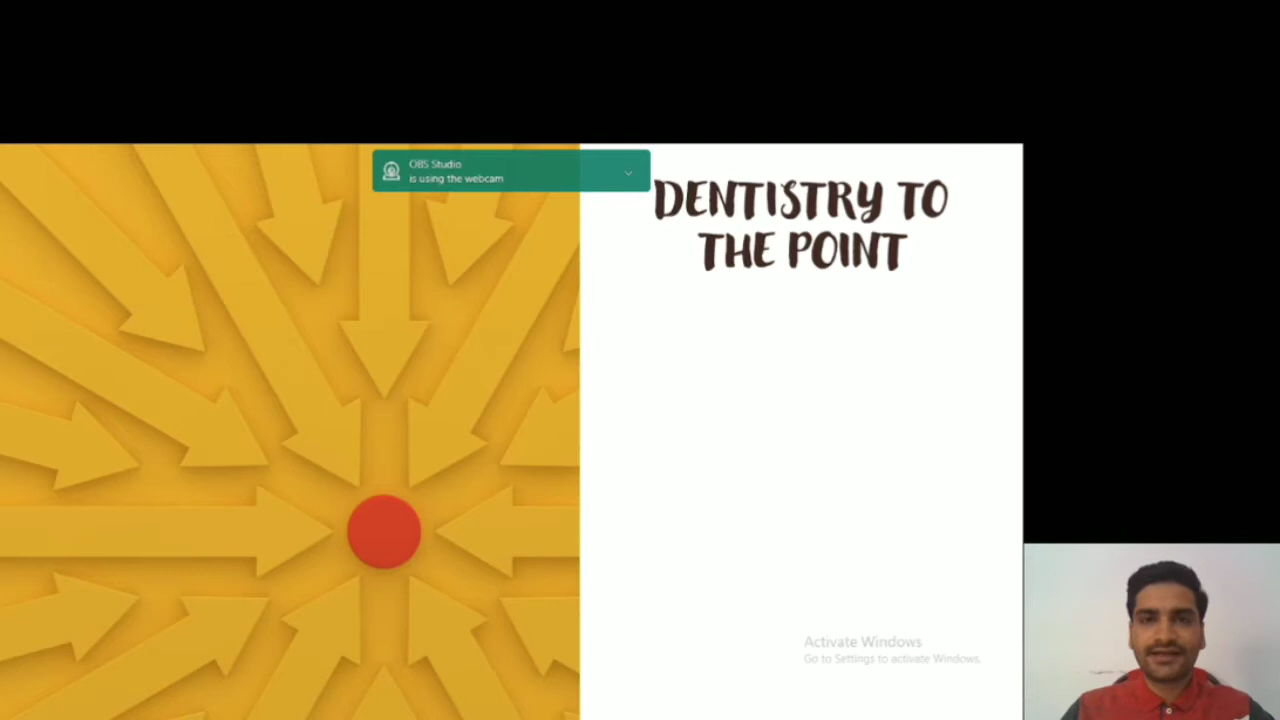 OBS Studio
is using the webcam
DENTISTRY TO
THE POINT
Activate Windows
Go to Settings to activate Windows.